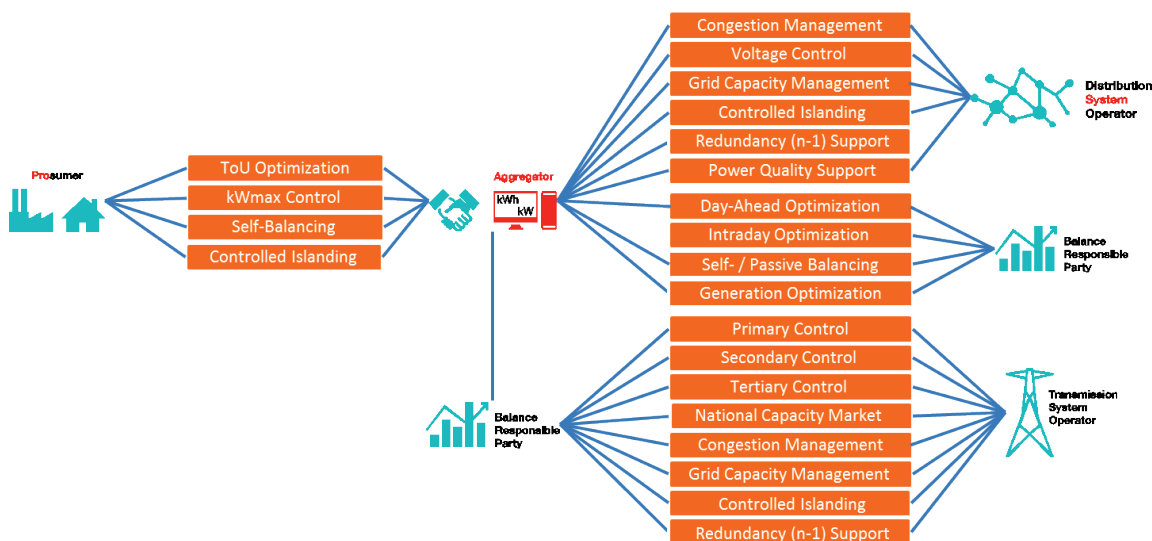 Prosumer
ToU Optimization
kWmax Control
Self-Balancing
Controlled Islanding
Aggregator
kWh
kW
Congestion Management
Voltage Control
Grid Capacity Management
Controlled Islanding
Redundancy (n-1) Support
Power Quality Support
Distribution
System
Operator
Day-Ahead Optimization
Intraday Optimization
Self- / Passive Balancing
Generation Optimization
Balance
Responsible
Party
Balance
Responsible
Party
Primary Control
Secondary Control
Tertiary Control
National Capacity Market
Congestion Management
Grid Capacity Management
Controlled Islanding
Redundancy (n-1) Support
Transmission
System
Operator